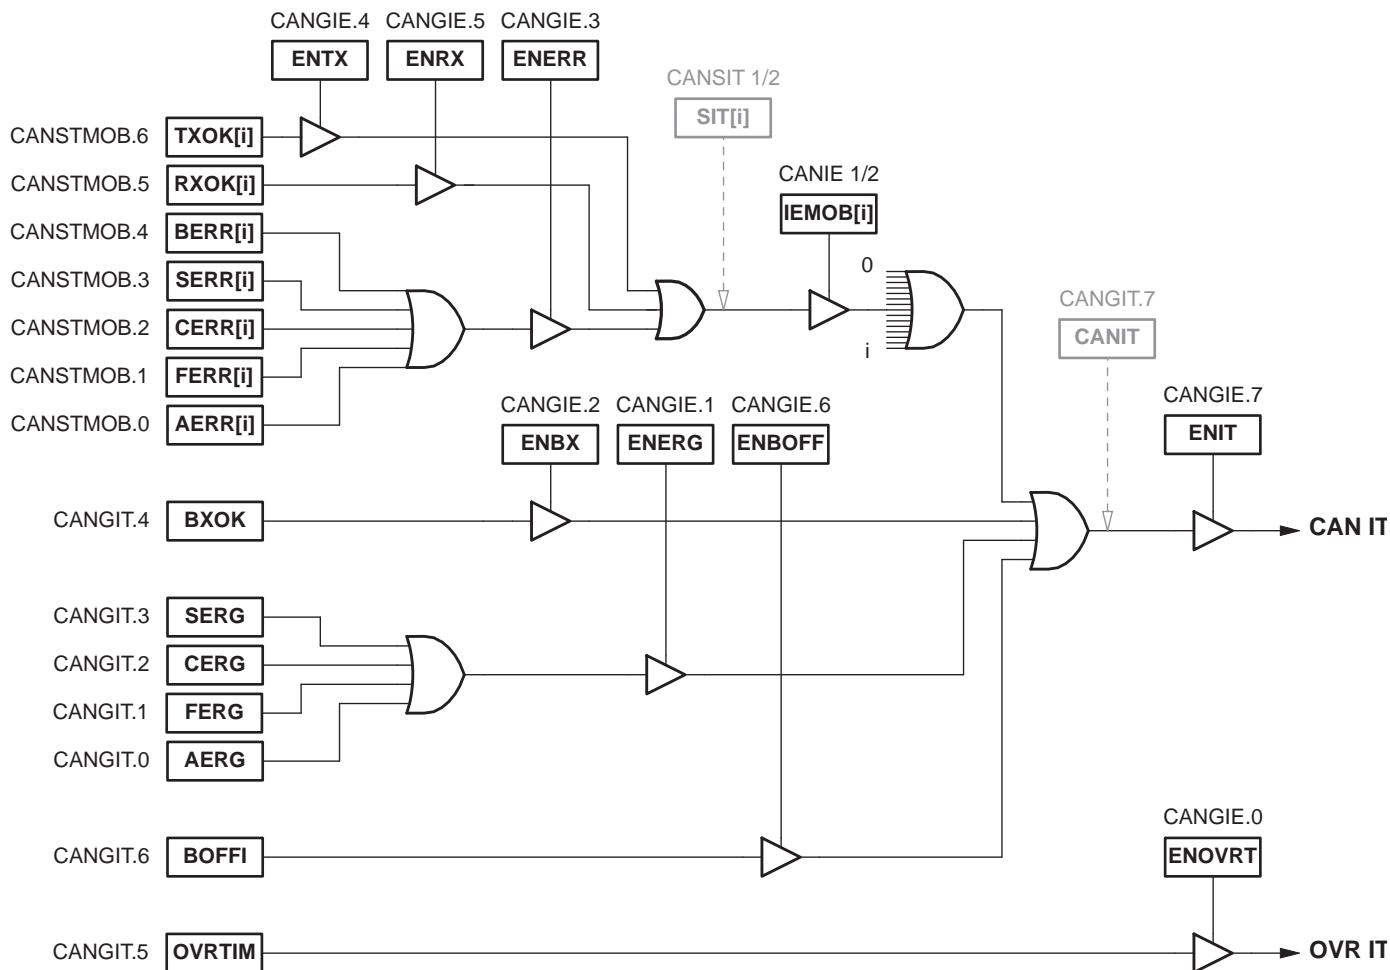 CANGIE.4 CANGIE.5 CANGIE.3
ENTX ENRX ENERR
CANSIT 1/2
SIT[i]
CANSTMOB.6 TXOK[i]
CANSTMOB.5 RXOK[i]
CANIE 1/2
IEMOB[i]
CANSTMOB.4 BERR[i]
CANSTMOB.3 SERR[i]
0
CANSTMOB.2 CERR[i]
i
CANGIT.7
CANIT
CANSTMOB.1 FERR[i]
CANSTMOB.0 AERR[i]
CANGIE.2 CANGIE.1 CANGIE.6
ENBX ENERG ENBOFF
CANGIE.7
ENIT
CANGIT.4 BXOK
CAN IT
CANGIT.3 SERG
CANGIT.2 CERG
CANGIT.1 FERG
CANGIT.0 AERG
CANGIE.0
ENOVRT
CANGIT.6 BOFFI
CANGIT.5 OVRTIM
OVR IT